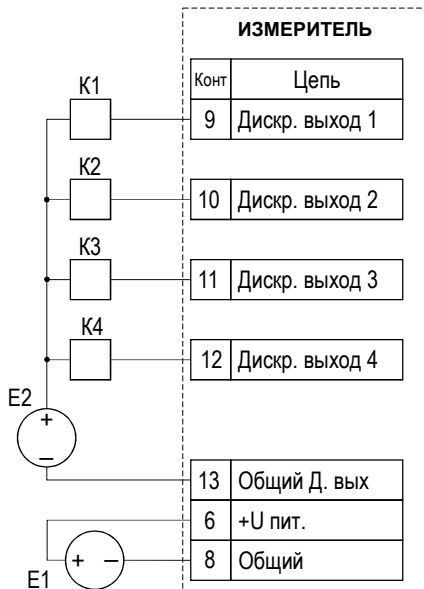 ИЗМЕРИТЕЛЬ
Конт Цепь
К1
9 Дискр. выход 1
К2
10 Дискр. выход 2
К3
11 Дискр. выход 3
К4
12 Дискр. выход 4
Е2
+
–
13 Общий Д. вых
6 +U пит.
+ – 8 Общий
Е1